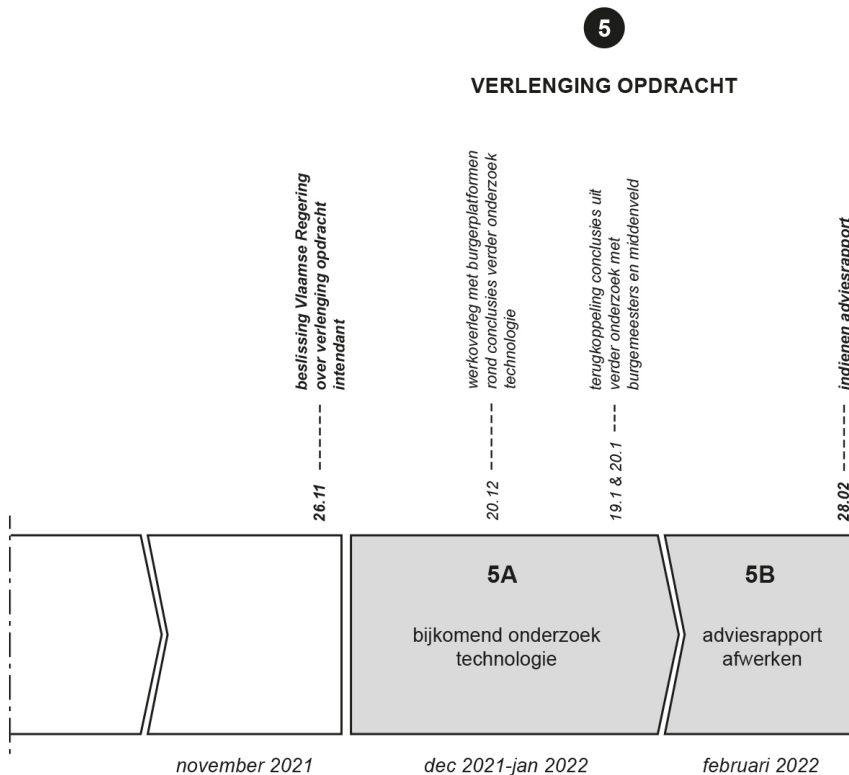 5
VERLENGING OPDRACHT
beslissing Vlaamse Regering
over verlenging opdracht
intendant
26.11
werkoverleg met burgerplatformen
rond conclusies verder onderzoek
technologie
20.12
terugkoppeling conclusies uit
verder onderzoek met
burgemeesters en middenveld
19.1 & 20.1
indienen adviesrapport
28.02
5A
bijkomend onderzoek
technologie
5B
adviesrapport
afwerken
november 2021
dec 2021-jan 2022
februari 2022